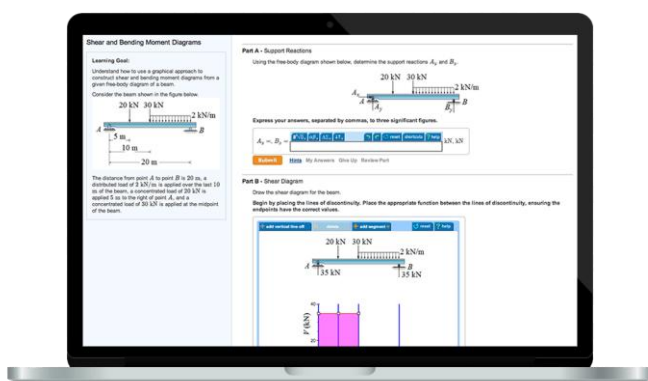 Shear and Bending Moment Diagrams
Learning Goal:
Understand how to use a graphical approach to
construct shear and bending moment diagrams from a
given free-body diagram of a beam.
Consider the beam shown in the figure below.
20 kN 30 kN
2 kN/m
A
B
5 m
10 m
20 m
The distance from point A to point B is 20 m, a
distributed load of 2 kN/m is applied over the last 10
m of the beam, a concentrated load of 20 kN is
applied 5 m to the right of point A, and a
concentrated load of 30 kN is applied at the midpoint
of the beam.
Part A - Support Reactions
Using the free-body diagram shown below, determine the support reactions Ay and By.
20 kN 30 kN
2 kN/m
Ax
A
Ay
By
B
Express your answers, separated by commas, to three significant figures.
Ay =, By =
reset
shortcuts
? help
kN, kN
Submit
Hints My Answers Give Up Review Part
Part B - Shear Diagram
Draw the shear diagram for the beam.
Begin by placing the lines of discontinuity. Place the appropriate function between the lines of discontinuity, ensuring the
endpoints have the correct values.
add vertical line off
add segment
reset
? help
20 kN 30 kN
2 kN/m
A
35 kN
B
35 kN
40
V (kN)
20